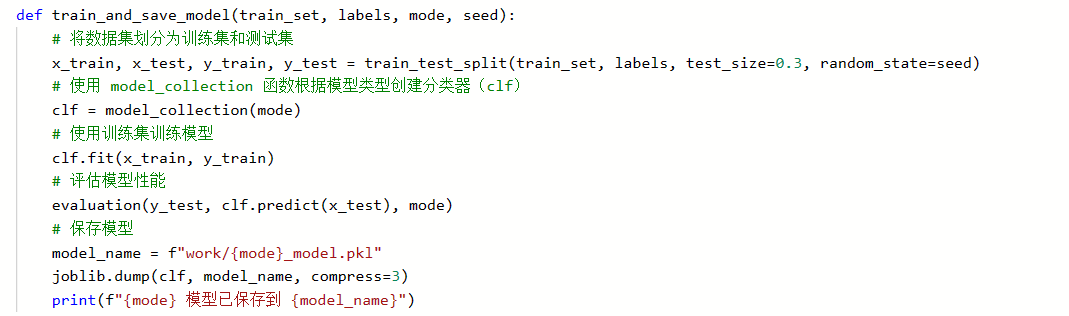 def train_and_save_model(train_set, labels, mode, seed):
    # 将数据集划分为训练集和测试集
    x_train, x_test, y_train, y_test = train_test_split(train_set, labels, test_size=0.3, random_state=seed)
    # 使用 model_collection 函数根据模型类型创建分类器（clf）
    clf = model_collection(mode)
    # 使用训练集训练模型
    clf.fit(x_train, y_train)
    # 评估模型性能
    evaluation(y_test, clf.predict(x_test), mode)
    # 保存模型
    model_name = f"work/{mode}_model.pkl"
    joblib.dump(clf, model_name, compress=3)
    print(f"{mode} 模型已保存到 {model_name}")